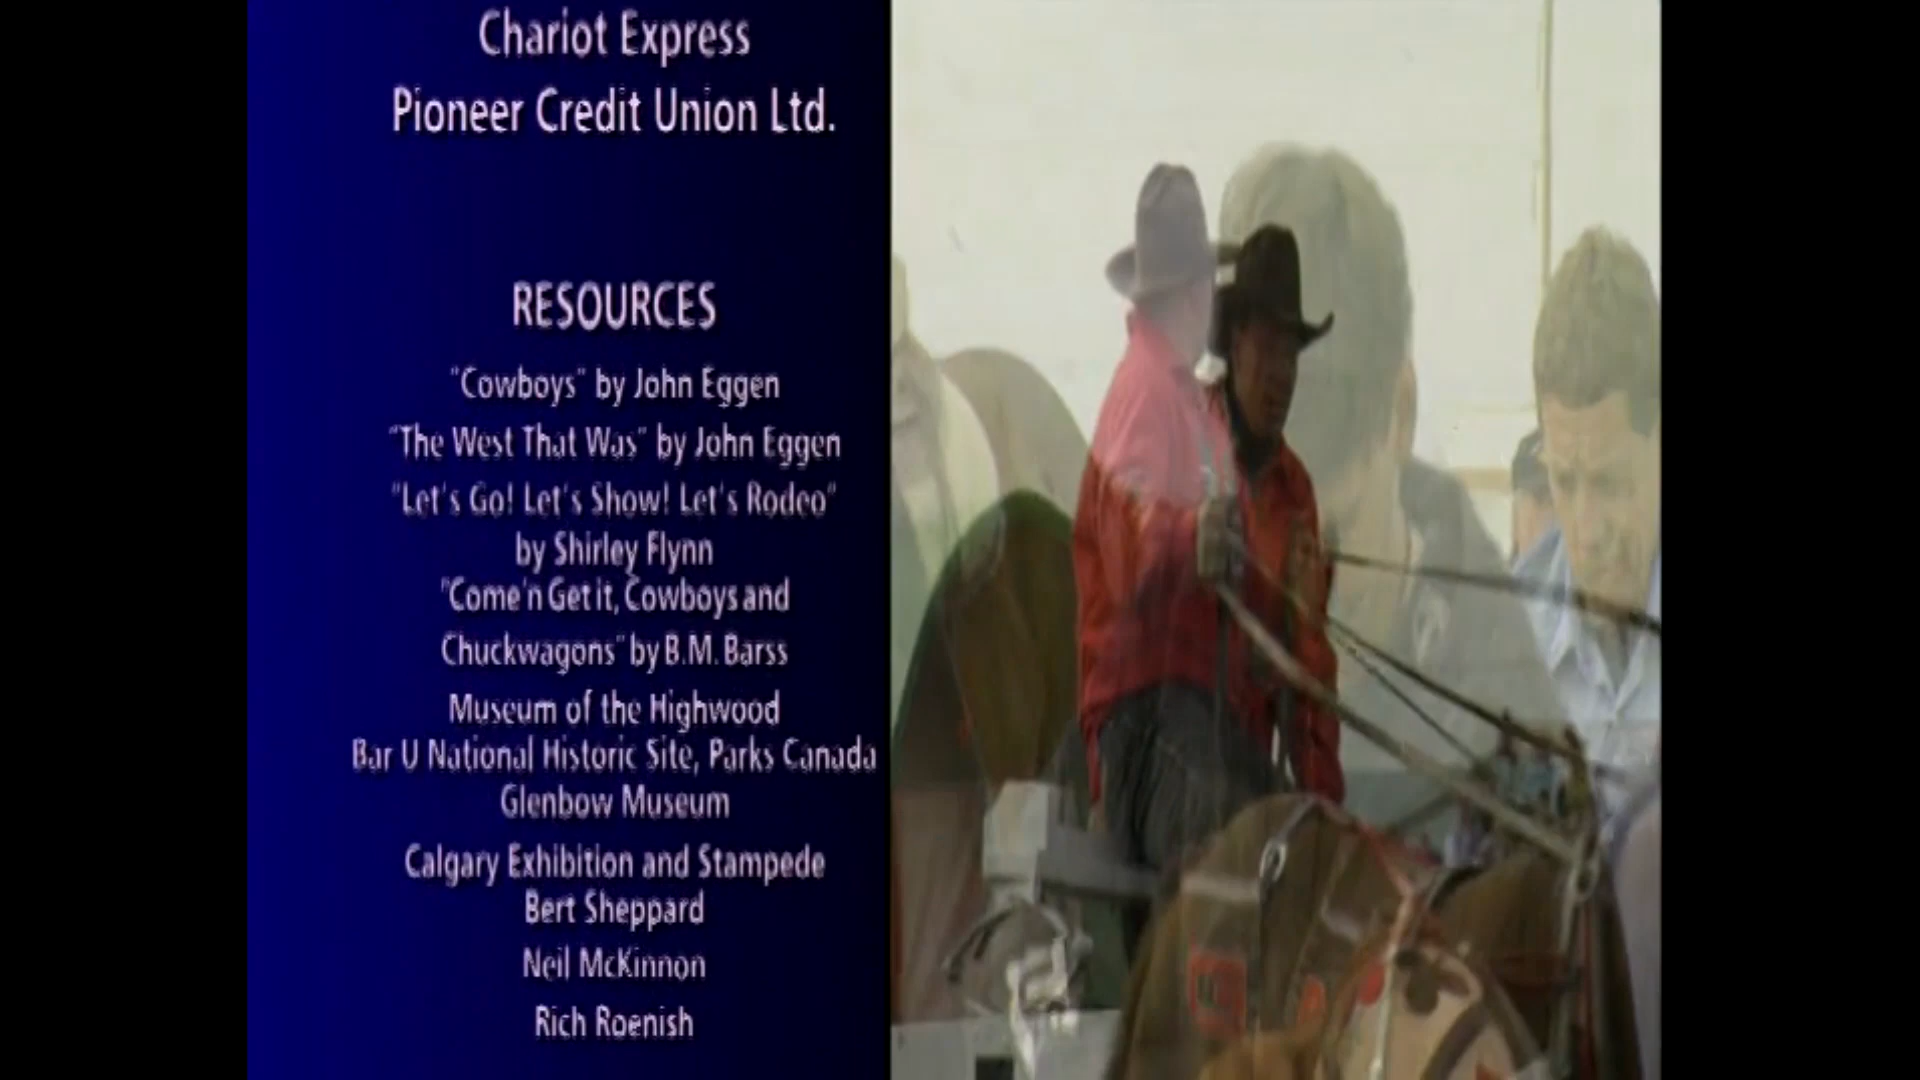 Chariot Express
Pioneer Credit Union Ltd.
RESOURCES
"Cowboys" by John Eggen
"The West That Was" by John Eggen
"Let's Go! Let's Show! Let's Rodeo"
by Shirley Flynn
"Come'n Get it, Cowboys and
Chuckwagons" by B.M. Barss
Museum of the Highwood
Bar U National Historic Site, Parks Canada
Glenbow Museum
Calgary Exhibition and Stampede
Bert Sheppard
Neil McKinnon
Rich Roenish